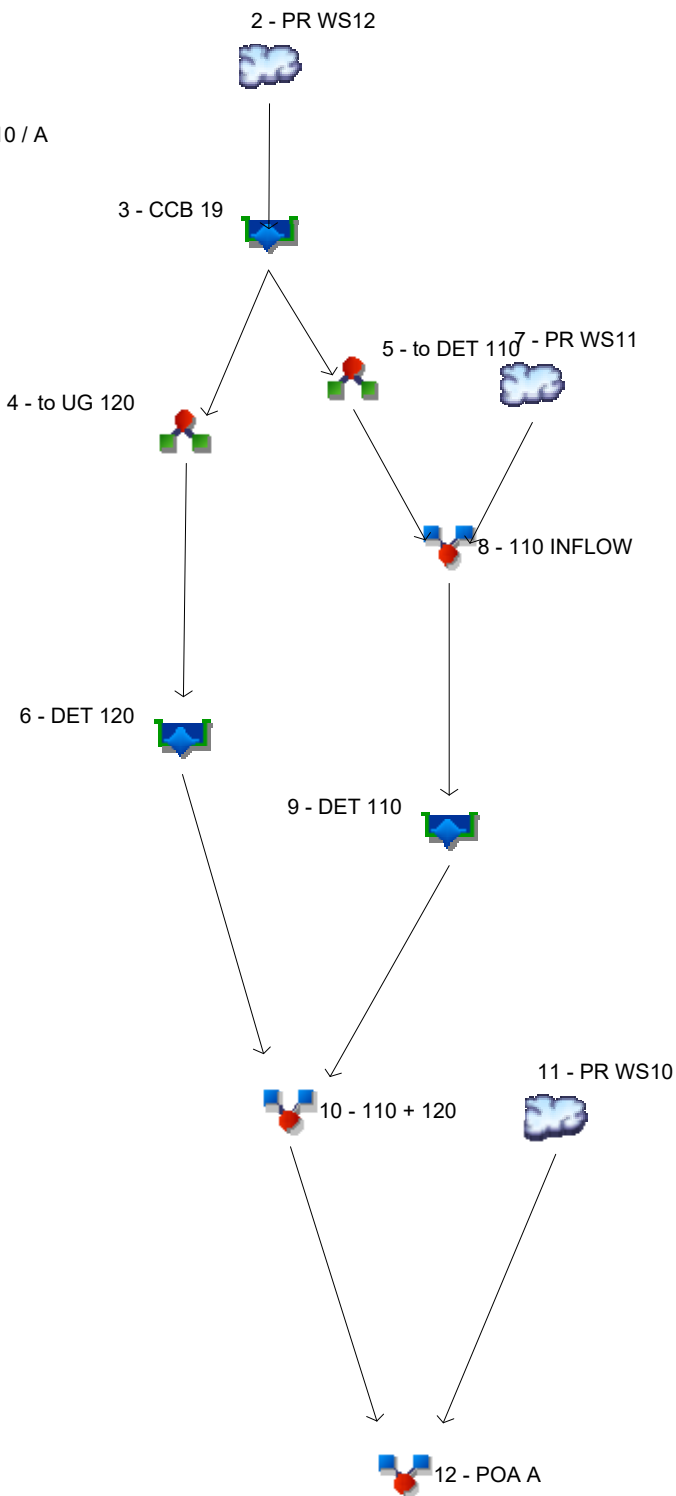 2 - PR WS12
0 / A
3 - CCB 19
5 - to DET 110
7 - PR WS11
4 - to UG 120
8 - 110 INFLOW
6 - DET 120
9 - DET 110
11 - PR WS10
10 - 110 + 120
12 - POA A